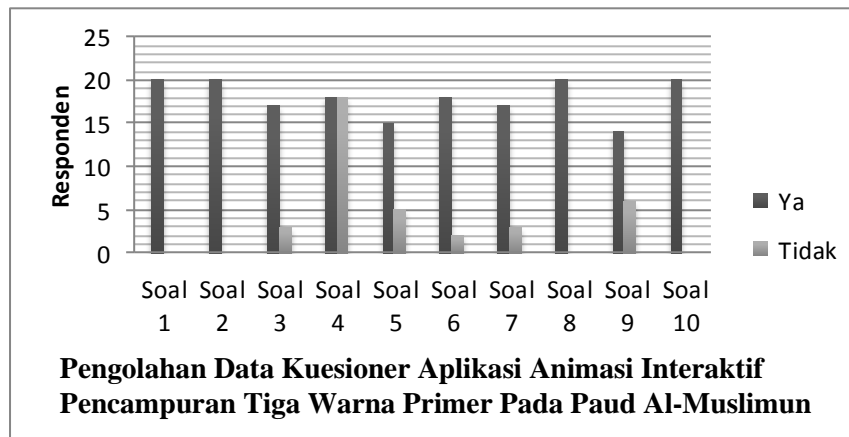 25
20
15
10
5
0
Responden
Soal 1
Soal 2
Soal 3
Soal 4
Soal 5
Soal 6
Soal 7
Soal 8
Soal 9
Soal 10
Ya
Tidak
Pengolahan Data Kuesioner Aplikasi Animasi Interaktif
Pencampuran Tiga Warna Primer Pada Paud Al-Muslimun